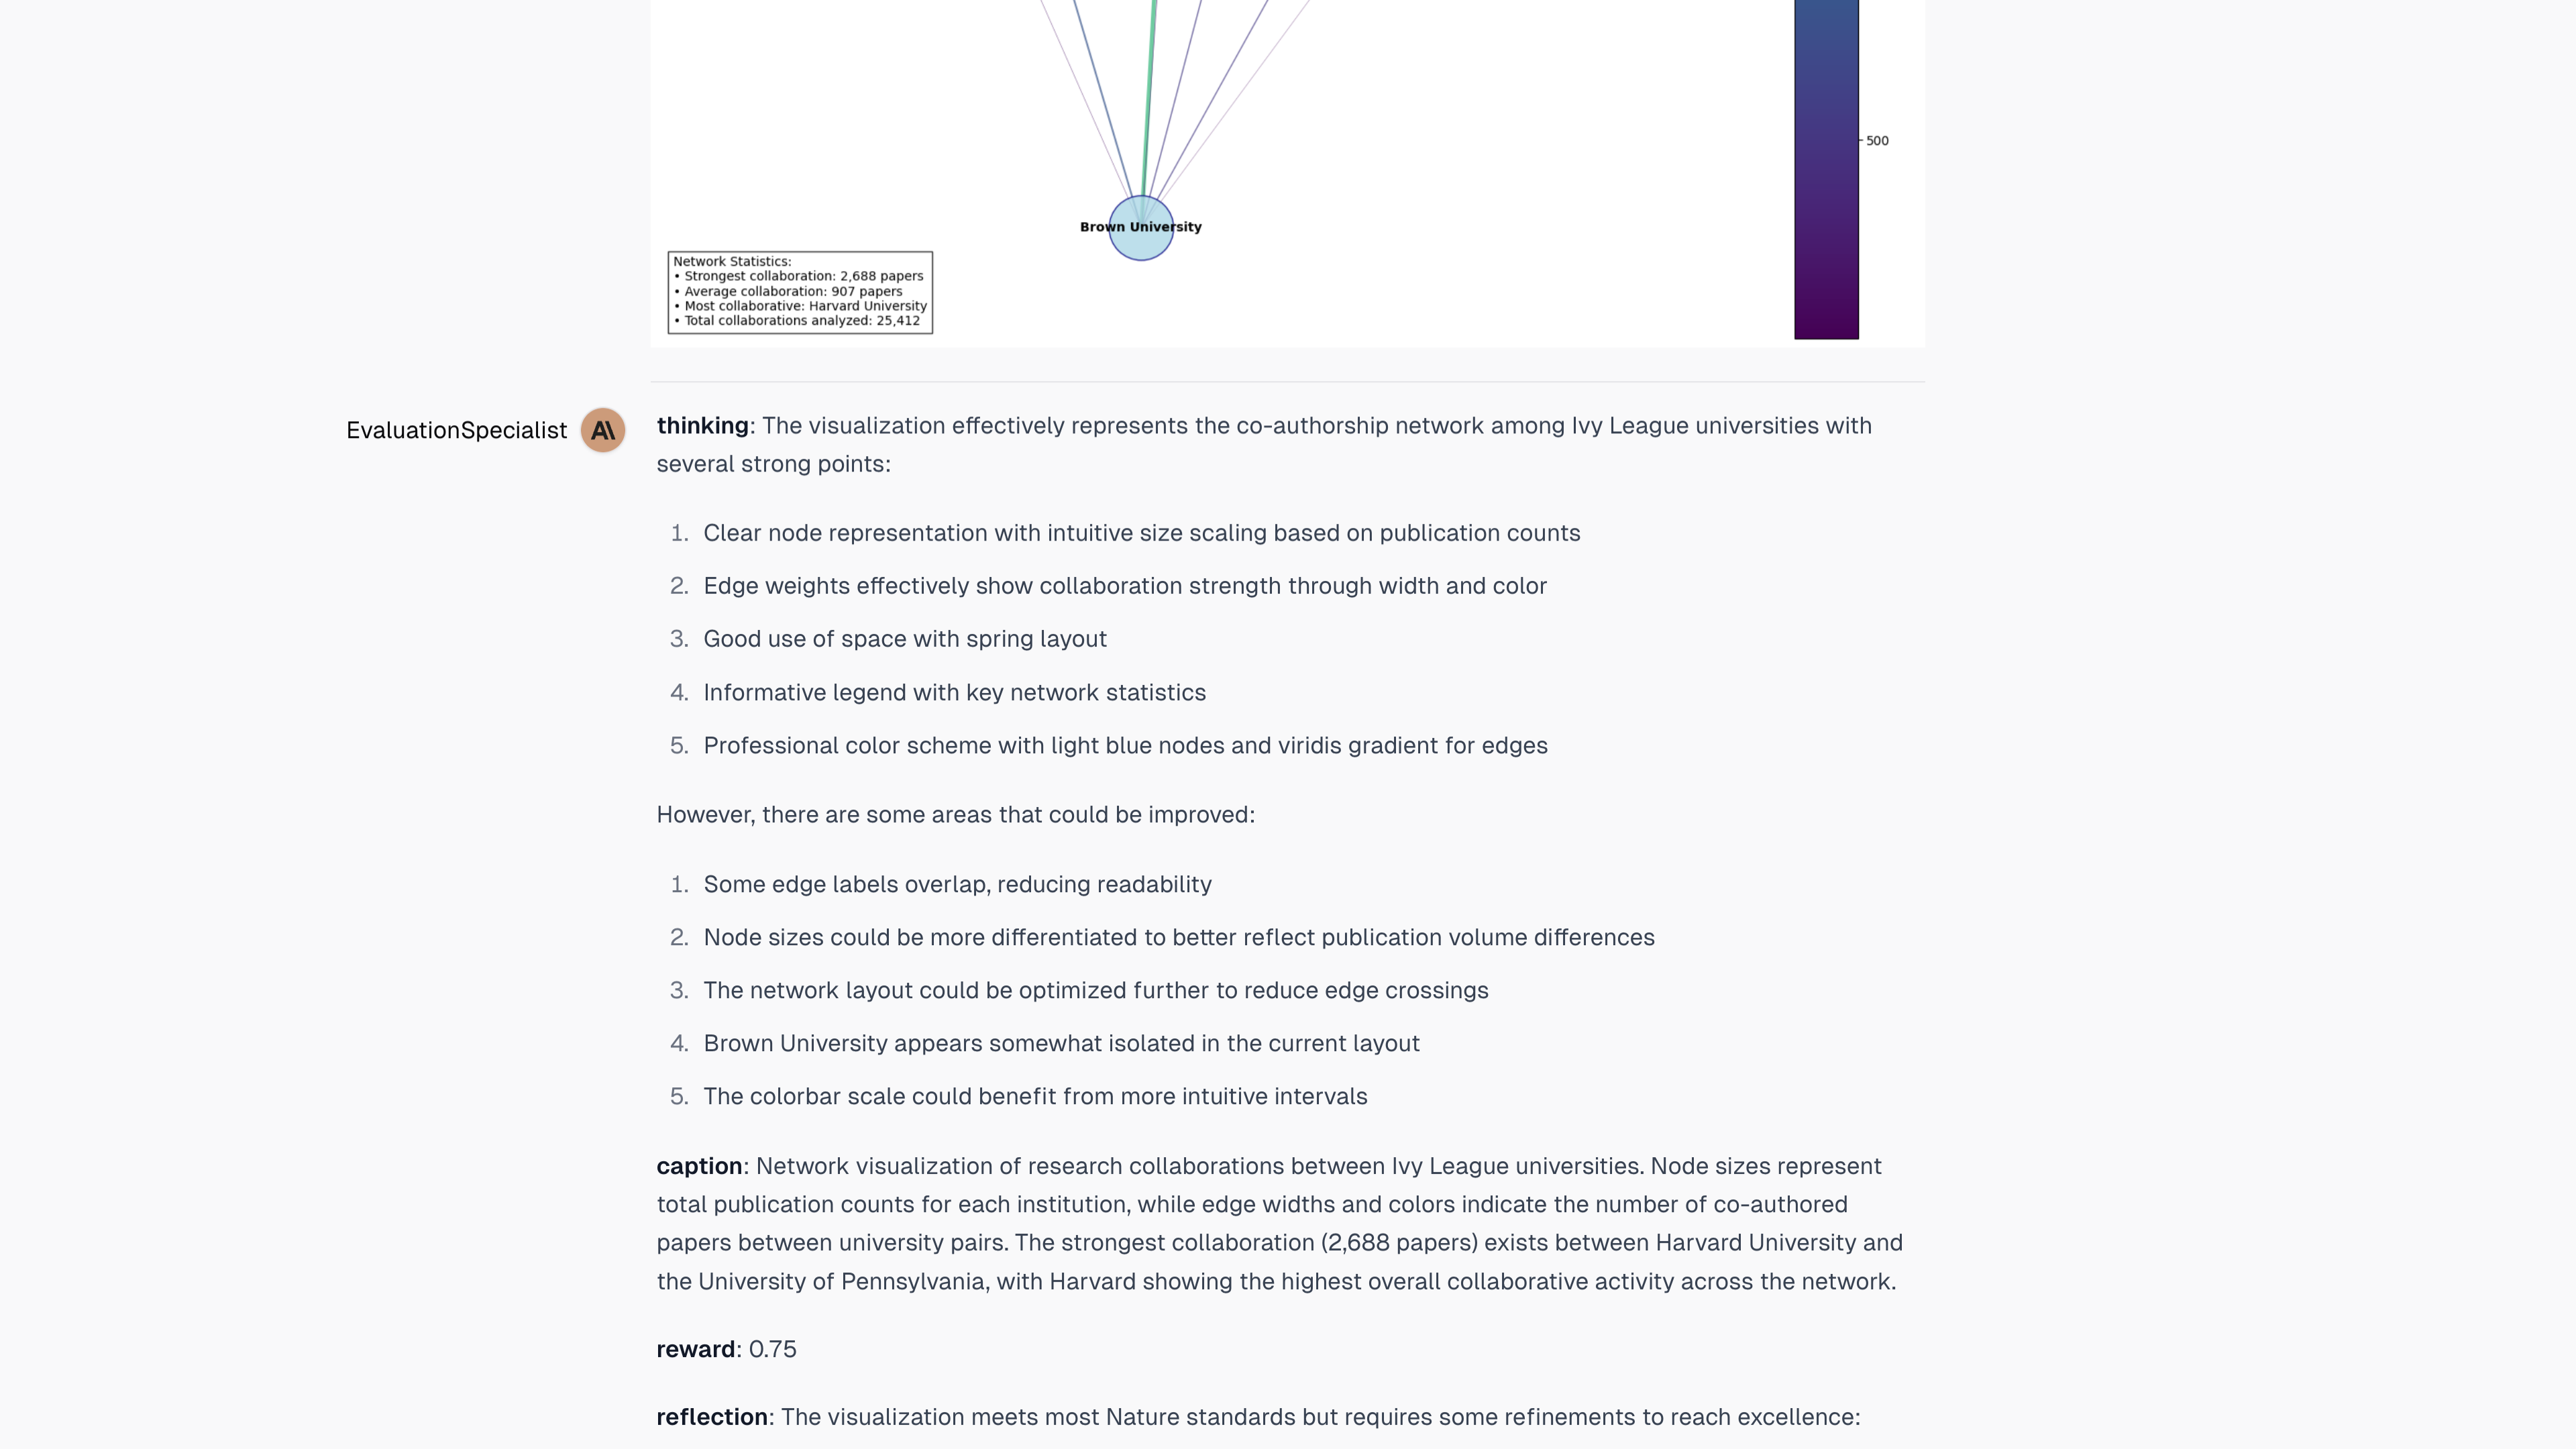 500
Brown University
Network Statistics:
• Strongest collaboration: 2,688 papers
• Average collaboration: 907 papers
• Most collaborative: Harvard University
• Total collaborations analyzed: 25,412
EvaluationSpecialist
A\
thinking: The visualization effectively represents the co-authorship network among Ivy League universities with
several strong points:
1. Clear node representation with intuitive size scaling based on publication counts
2. Edge weights effectively show collaboration strength through width and color
3. Good use of space with spring layout
4. Informative legend with key network statistics
5. Professional color scheme with light blue nodes and viridis gradient for edges
However, there are some areas that could be improved:
1. Some edge labels overlap, reducing readability
2. Node sizes could be more differentiated to better reflect publication volume differences
3. The network layout could be optimized further to reduce edge crossings
4. Brown University appears somewhat isolated in the current layout
5. The colorbar scale could benefit from more intuitive intervals
caption: Network visualization of research collaborations between Ivy League universities. Node sizes represent
total publication counts for each institution, while edge widths and colors indicate the number of co-authored
papers between university pairs. The strongest collaboration (2,688 papers) exists between Harvard University and
the University of Pennsylvania, with Harvard showing the highest overall collaborative activity across the network.
reward: 0.75
reflection: The visualization meets most Nature standards but requires some refinements to reach excellence: